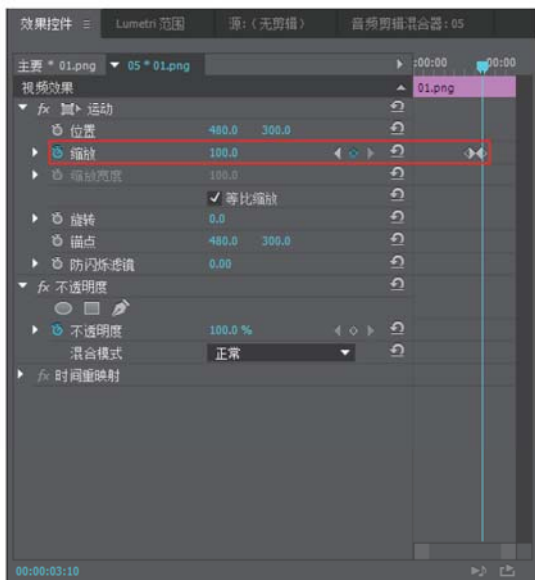 效果控件 Lumetri 范围 源:(无剪辑) 音频剪辑混合器:05
主要 * 01.png 05 * 01.png :00:00 00:00
视频效果 01.png
fx 运动
位置 480.0 300.0
缩放 100.0
缩放宽度 100.0
等比缩放
旋转 0.0
锚点 480.0 300.0
防闪烁滤镜 0.00
fx 不透明度
不透明度 100.0 %
混合模式 正常
fx 时间重映射
00:00:03:10